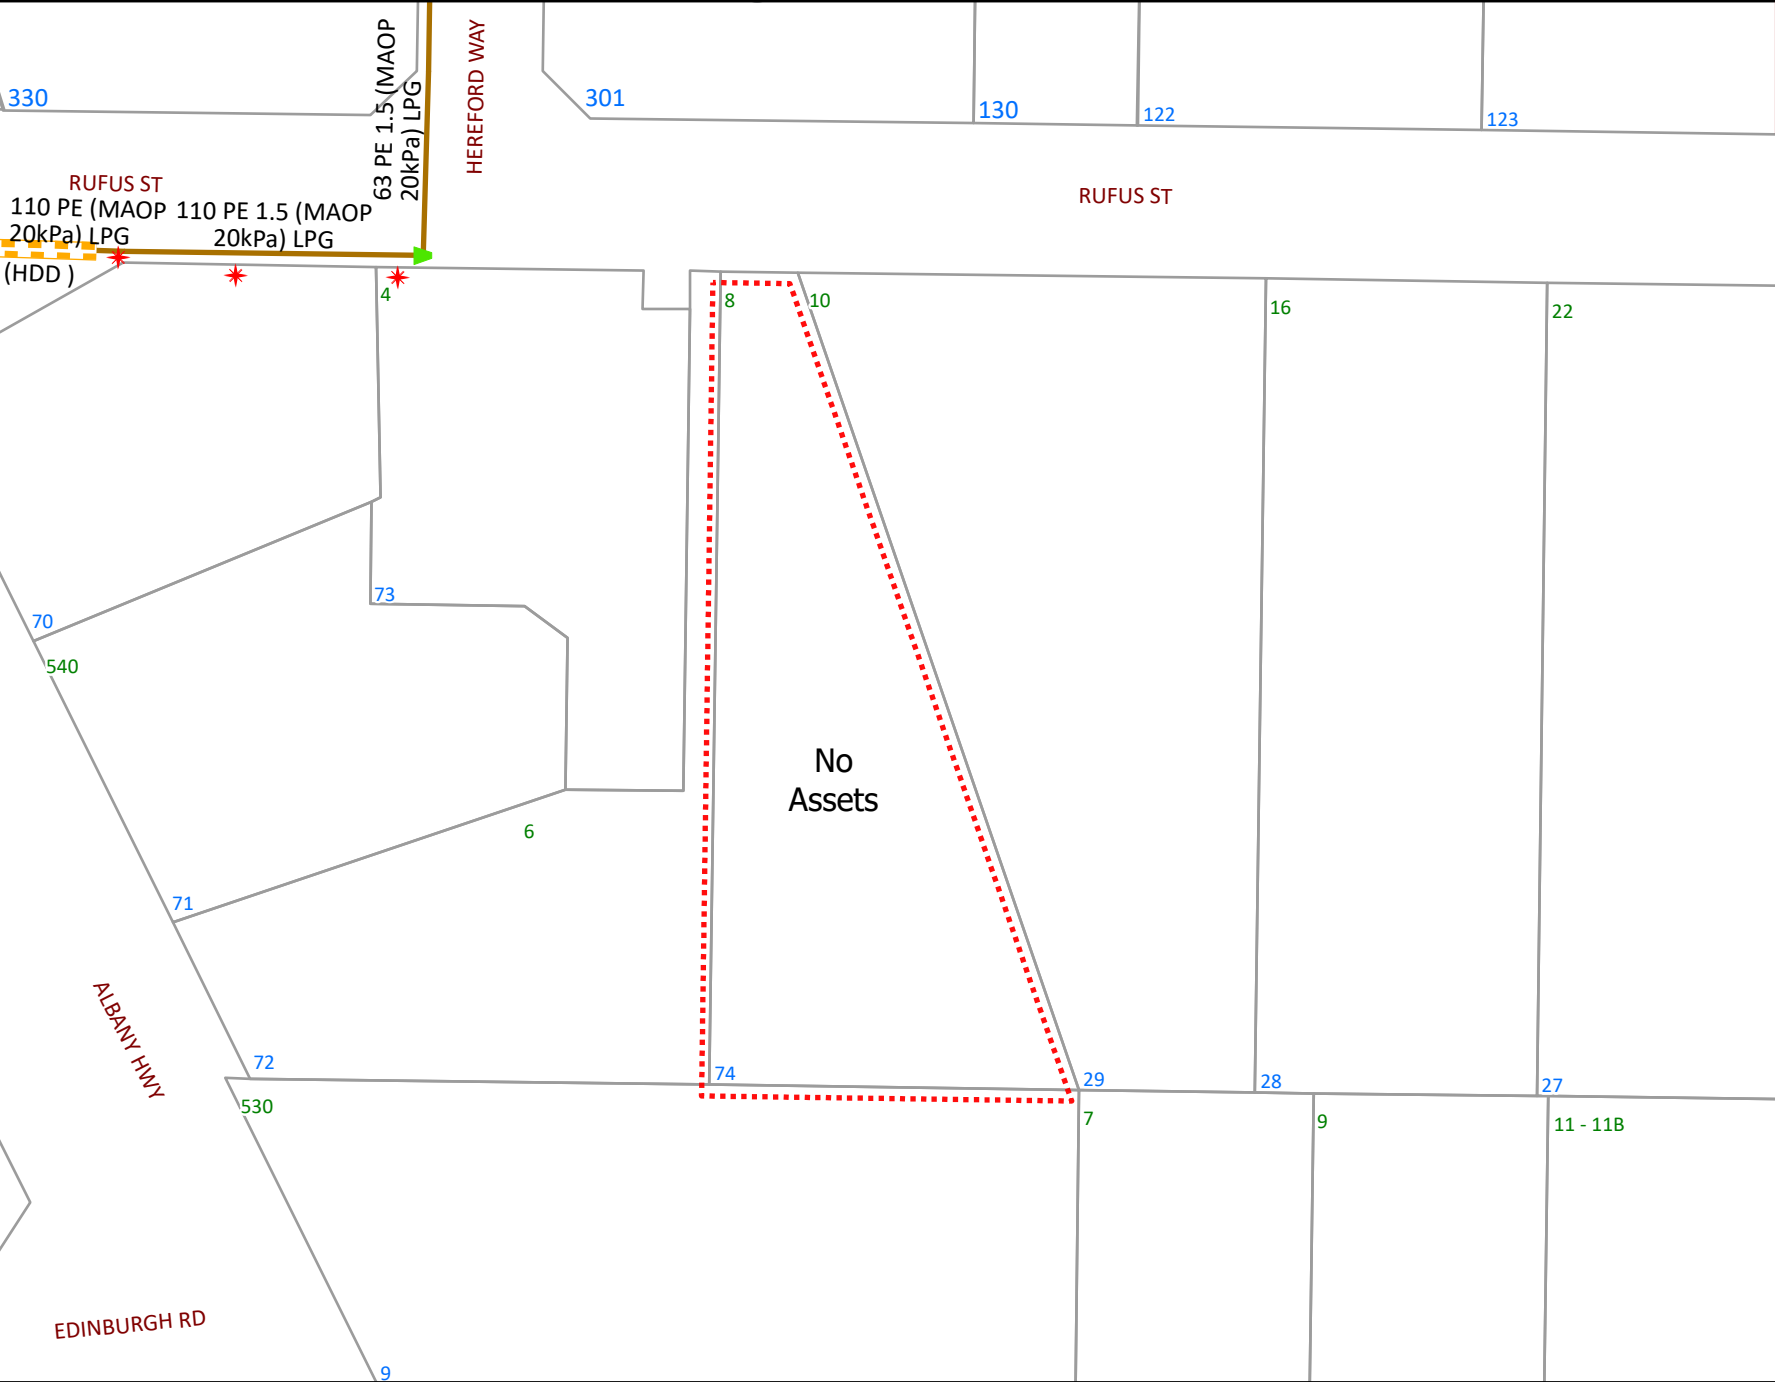 63 PE 1.5 (MAOP
20kPa) LPG
HEREFORD WAY
330
301
130
122
123
RUFUS ST
RUFUS ST
110 PE (MAOP
20kPa) LPG
(HDD )
110 PE 1.5 (MAOP
20kPa) LPG
4
8
10
16
22
73
70
540
No
Assets
6
71
ALBANY HWY
72
74
29
28
27
530
7
9
11 - 11B
EDINBURGH RD
9